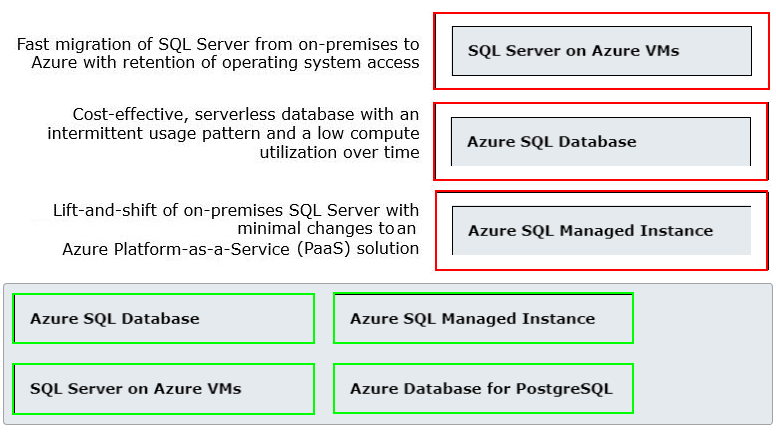 Fast migration of SQL Server from on-premises to
Azure with retention of operating system access
SQL Server on Azure VMs
Cost-effective, serverless database with an
intermittent usage pattern and a low compute
utilization over time
Azure SQL Database
Lift-and-shift of on-premises SQL Server with
minimal changes to an
Azure Platform-as-a-Service (PaaS) solution
Azure SQL Managed Instance
Azure SQL Database
Azure SQL Managed Instance
SQL Server on Azure VMs
Azure Database for PostgreSQL